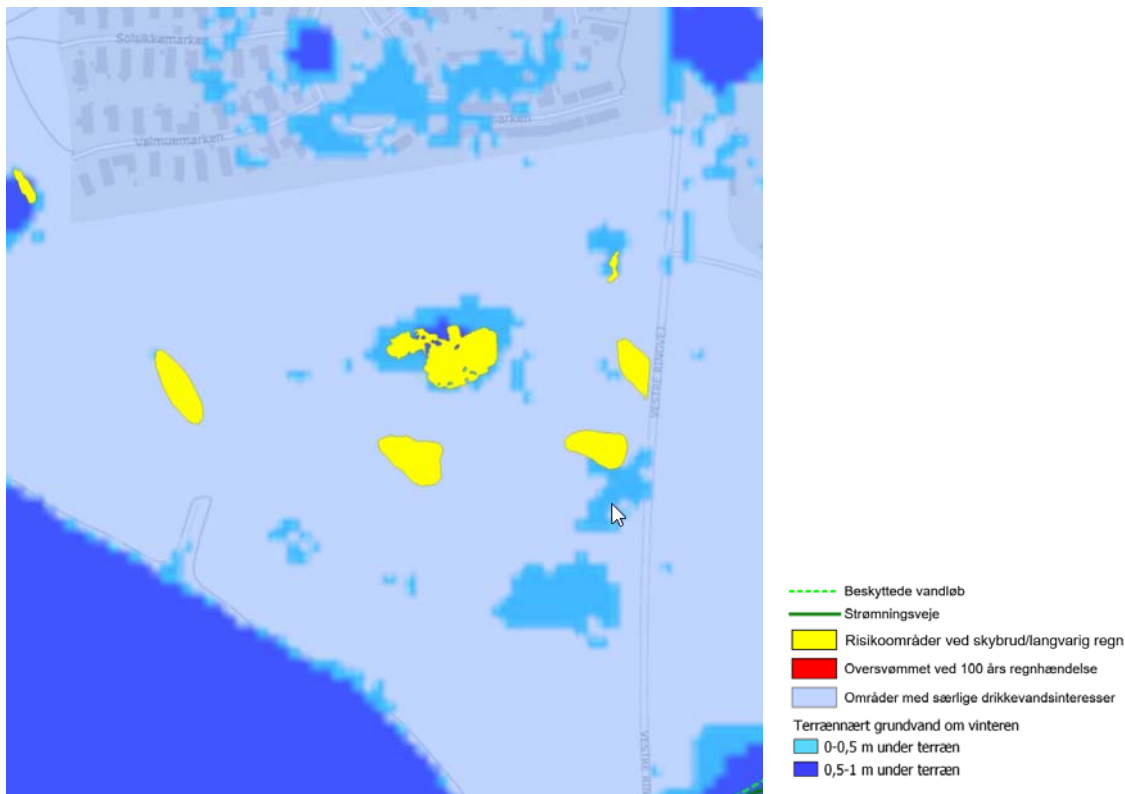 Solsikkemarken
Valmuemarken
marken
VESTRE RINGVEJ
VESTRE RIN
Beskyttede vandløb
Strømningsveje
Risikoområder ved skybrud/langvarig regn
Oversvømmet ved 100 års regnhændelse
Områder med særlige drikkevandsinteresser
Terrænnært grundvand om vinteren
0-0,5 m under terræn
0,5-1 m under terræn